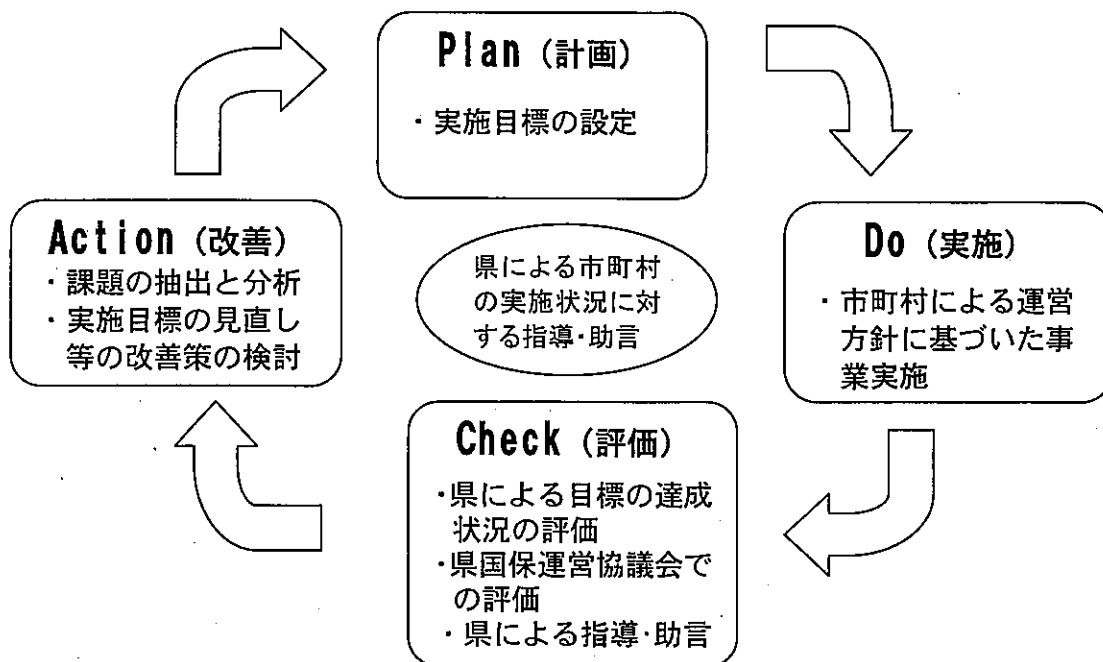 Plan（計画）
・実施目標の設定
Action（改善）
・課題の抽出と分析
・実施目標の見直し
等の改善策の検討
県による市町村
の実施状況に対
する指導・助言
Do（実施）
・市町村による運営
方針に基づいた事
業実施
Check（評価）
・県による目標の達成
状況の評価
・県国保運営協議会で
の評価
・県による指導・助言